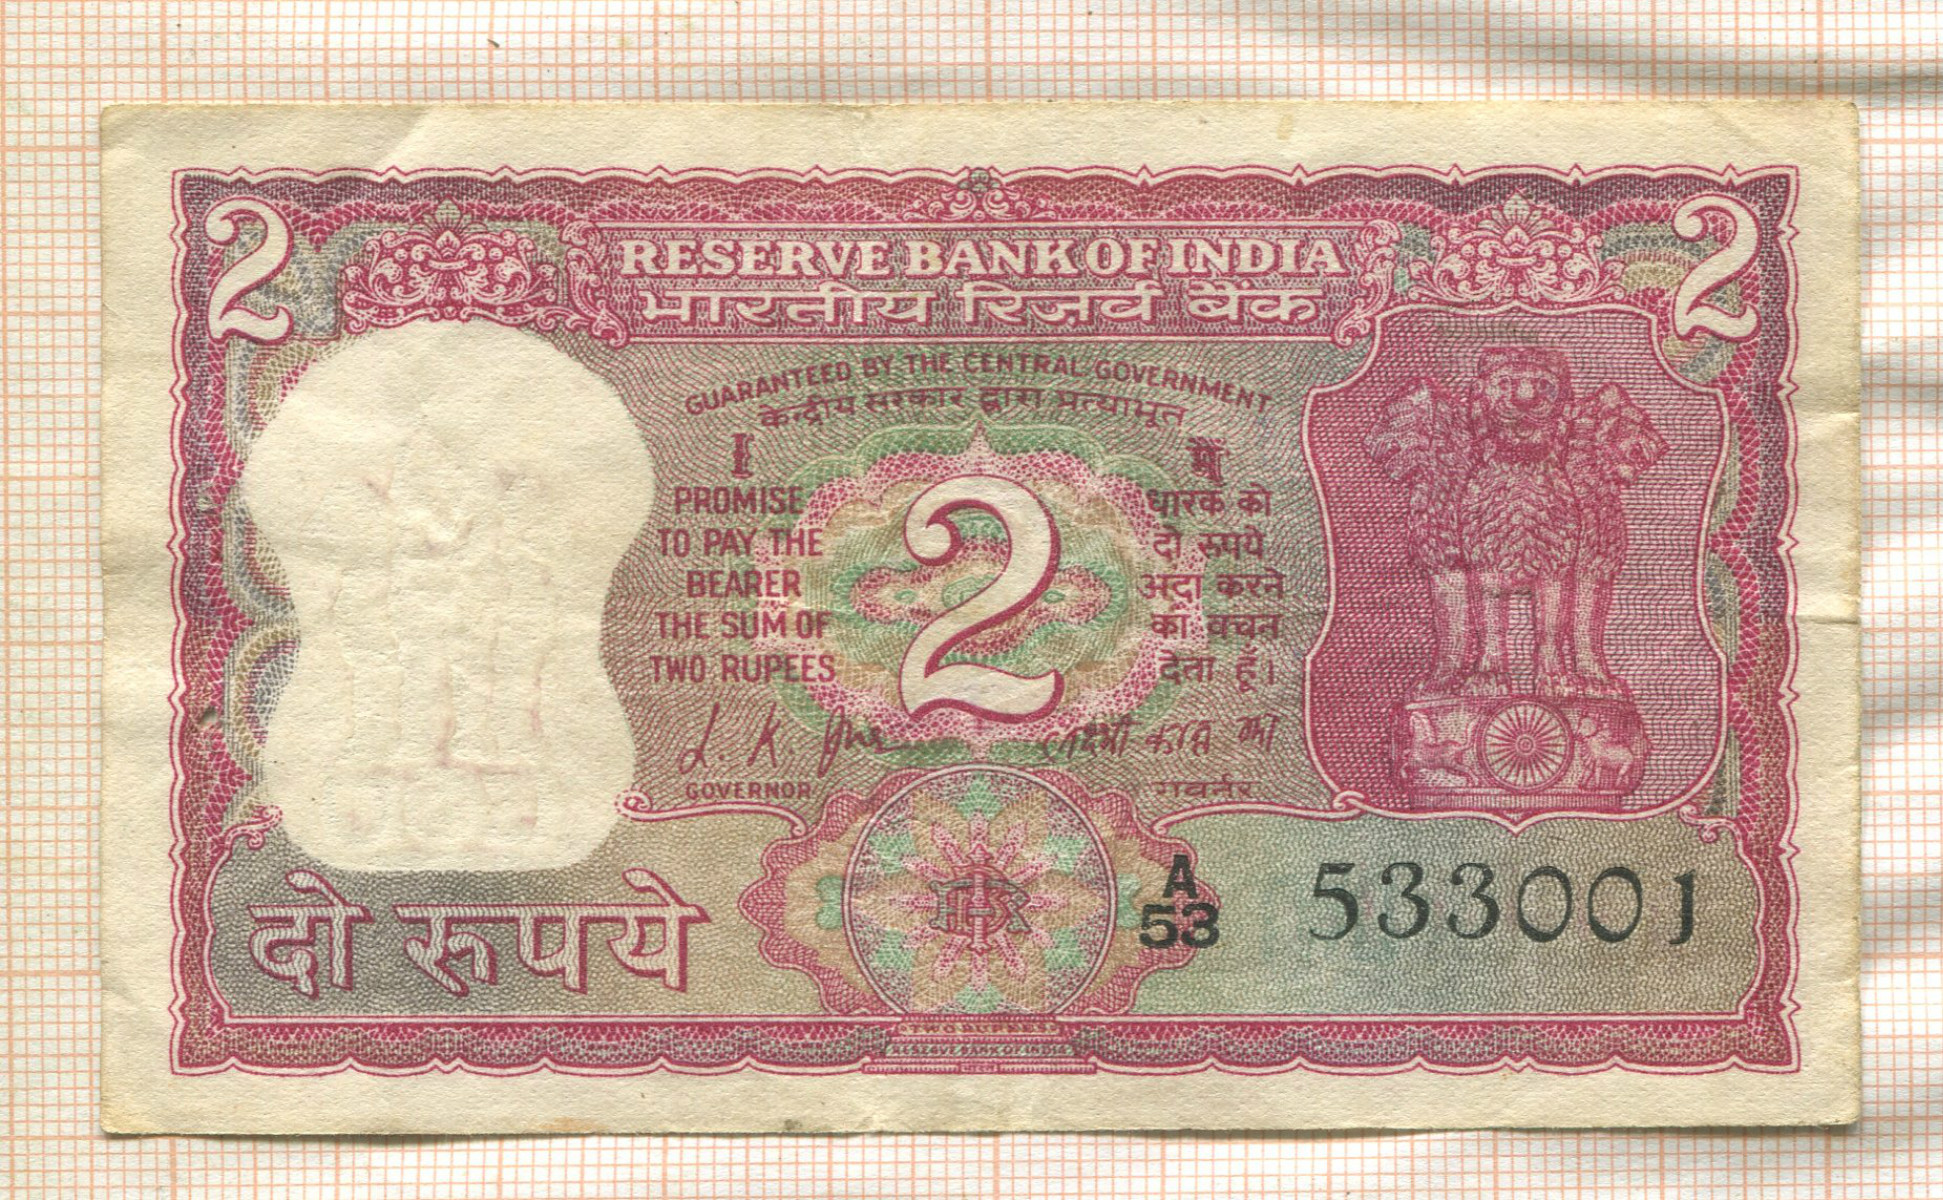 2 2
RESERVE BANK OF INDIA
भारतीय रिज़र्व बैंक
GUARANTEED BY THE CENTRAL GOVERNMENT
केन्द्रीय सरकार द्वारा प्रत्याभूत
I
PROMISE
TO PAY THE
BEARER
THE SUM OF
TWO RUPEES
L. K. Jha
GOVERNOR
2
मैं
धारक को
दो रुपये
अदा करने
का वचन
देता हूँ।
गवर्नर
दो रूपये
A
53 533001
TWO RUPEES
RESERVE BANK OF INDIA
भारत